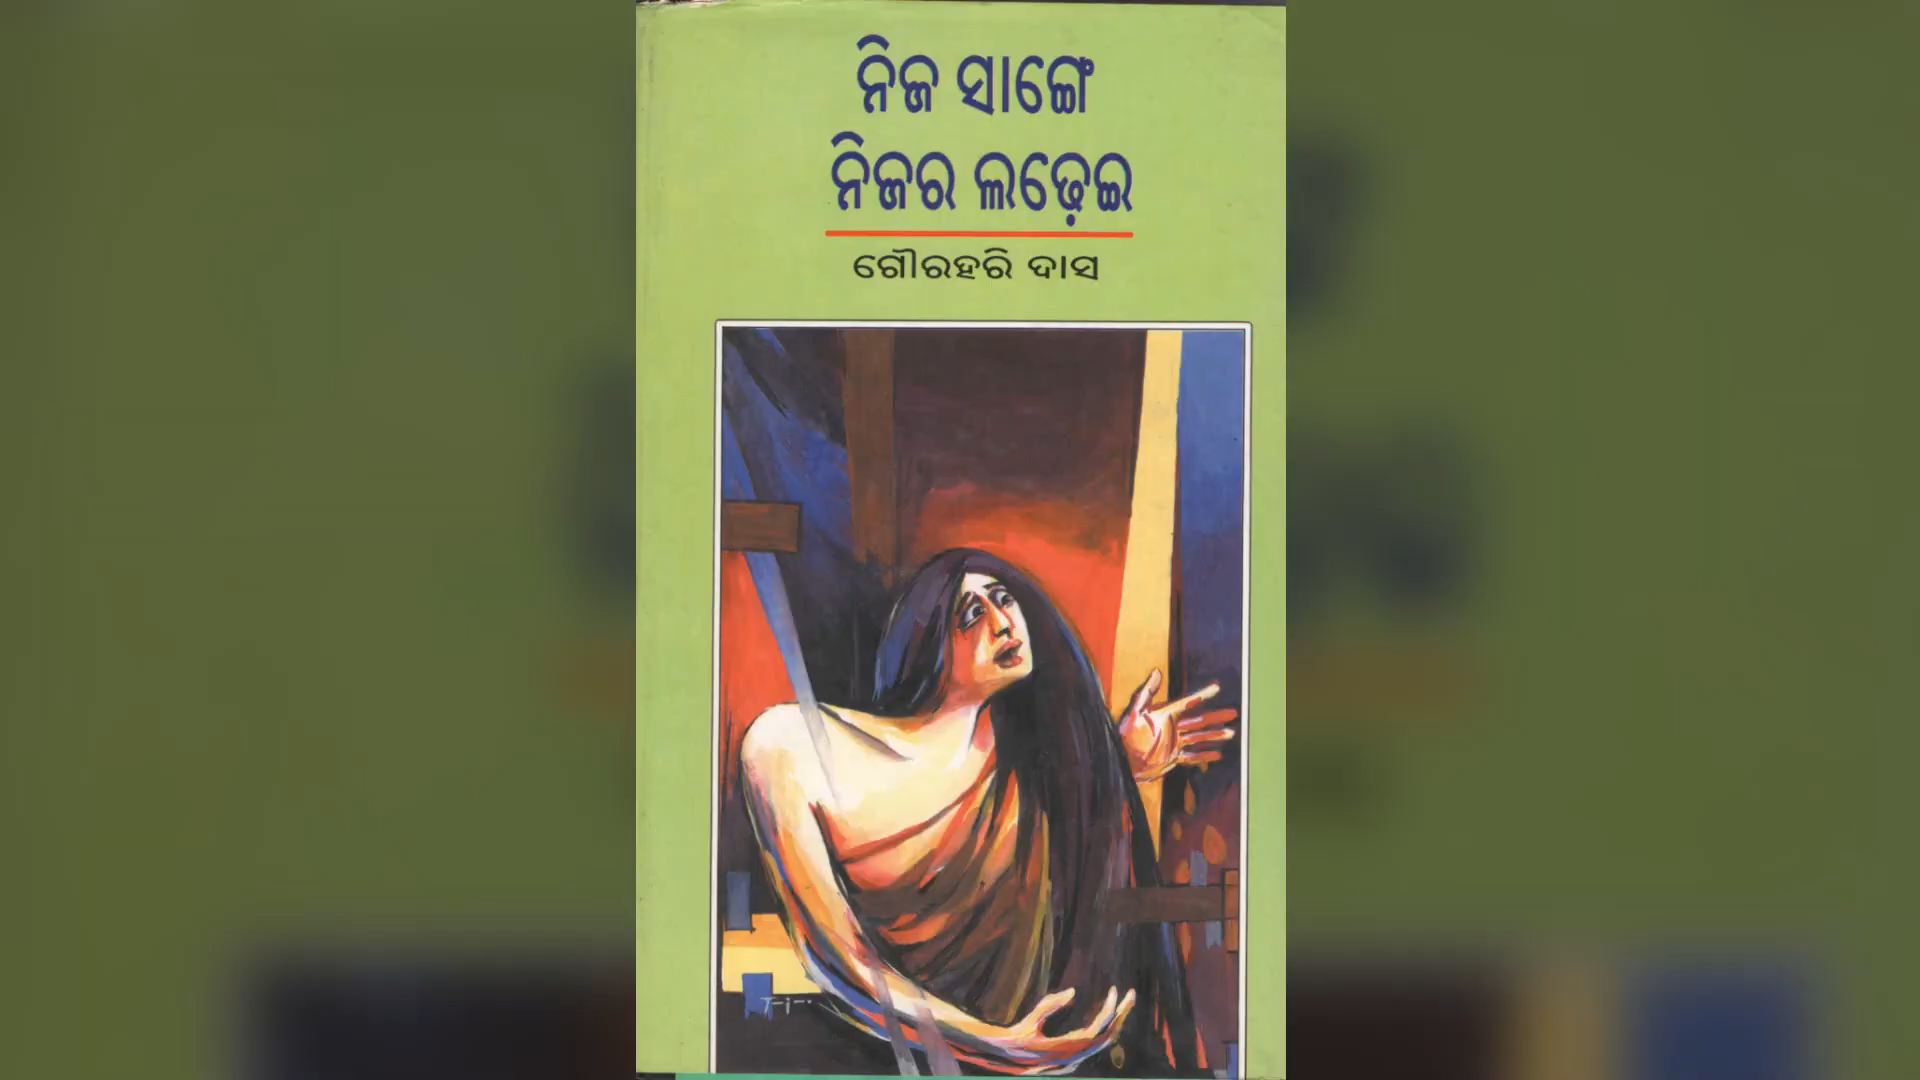 ନିଜ ସାଙ୍ଗେ
ନିଜର ଲଢ଼େଇ
ଗୌରହରି ଦାସ